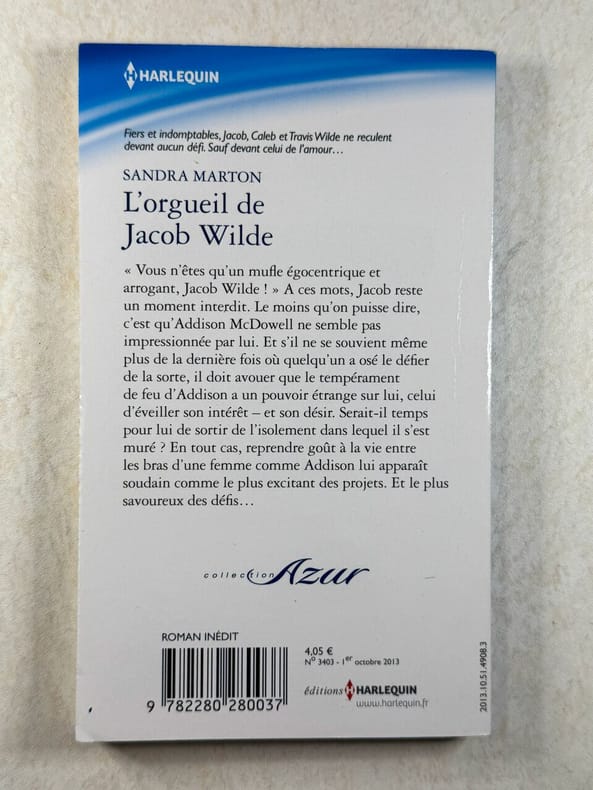 HARLEQUIN
Fiers et indomptables, Jacob, Caleb et Travis Wilde ne reculent
devant aucun défi. Sauf devant celui de l'amour...
SANDRA MARTON
L'orgueil de
Jacob Wilde
« Vous n'êtes qu'un mufle égocentrique et
arrogant, Jacob Wilde ! » A ces mots, Jacob reste
un moment interdit. Le moins qu'on puisse dire,
c'est qu'Addison McDowell ne semble pas
impressionnée par lui. Et s'il ne se souvient même
plus de la dernière fois où quelqu'un a osé le défier
de la sorte, il doit avouer que le tempérament
de feu d'Addison a un pouvoir étrange sur lui, celui
d'éveiller son intérêt – et son désir. Serait-il temps
pour lui de sortir de l'isolement dans lequel il s'est
muré ? En tout cas, reprendre goût à la vie entre
les bras d'une femme comme Addison lui apparaît
soudain comme le plus excitant des projets. Et le plus
savoureux des défis...
collection Azur
ROMAN INÉDIT
4,05 €
N° 3403 - 1er octobre 2013
9 782280 280037
éditions HARLEQUIN
www.harlequin.fr
2013.10.51.4908.3